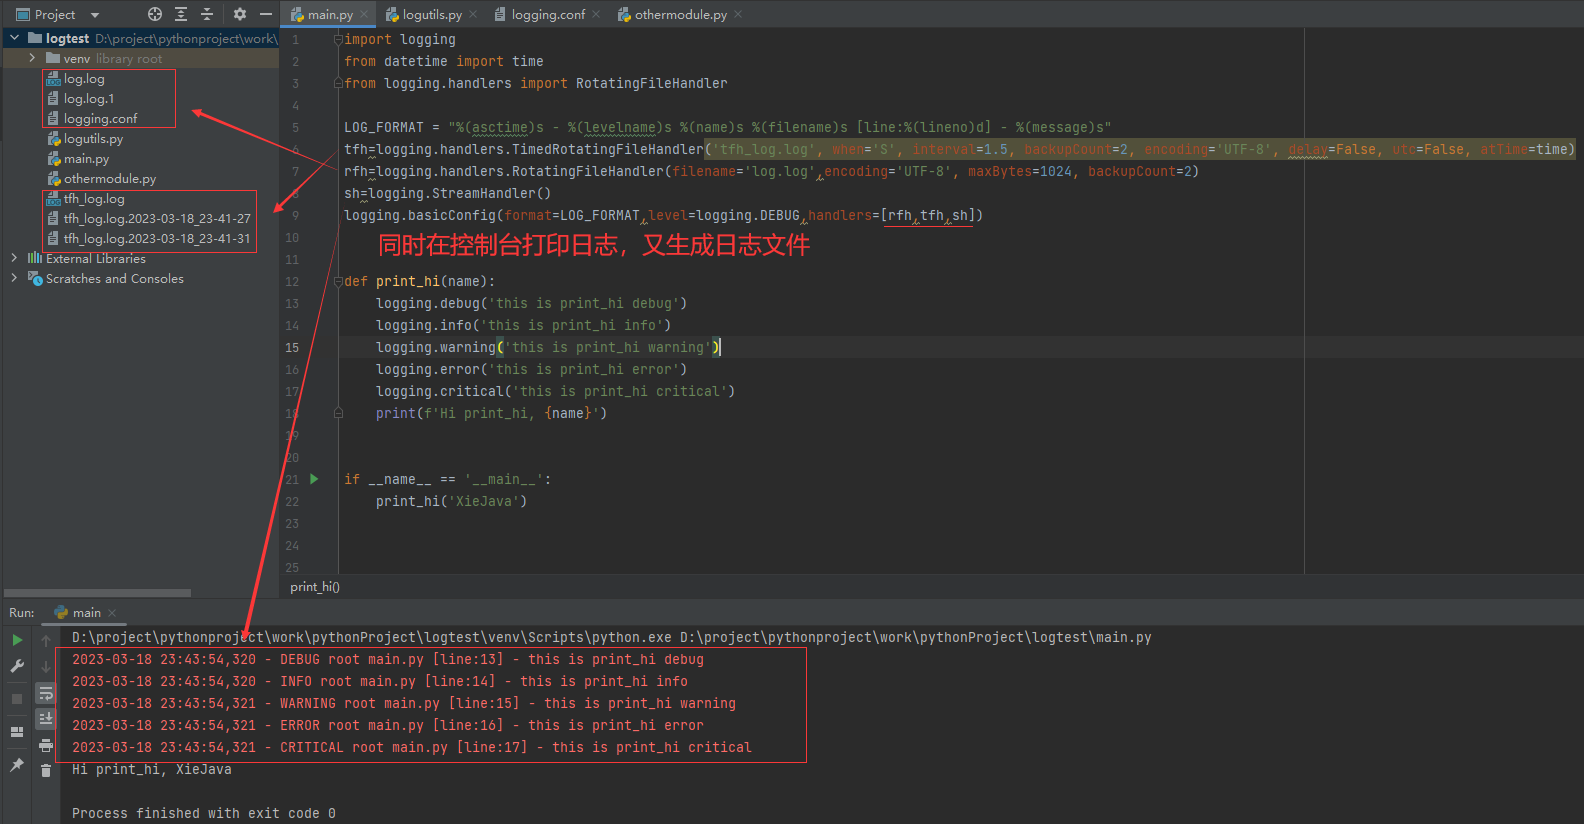 Project
main.py
logutils.py
logging.conf
othermodule.py
logtest D:\project\pythonproject\work\
venv library root
log.log
log.log.1
logging.conf
logutils.py
main.py
othermodule.py
tfh_log.log
tfh_log.log.2023-03-18_23-41-27
tfh_log.log.2023-03-18_23-41-31
External Libraries
Scratches and Consoles
1 import logging
2 from datetime import time
3 from logging.handlers import RotatingFileHandler
4
5 LOG_FORMAT = "%(asctime)s - %(levelname)s %(name)s %(filename)s [line:%(lineno)d] - %(message)s"
6 tfh=logging.handlers.TimedRotatingFileHandler('tfh_log.log', when='S', interval=1.5, backupCount=2, encoding='UTF-8', delay=False, utc=False, atTime=time)
7 rfh=logging.handlers.RotatingFileHandler(filename='log.log',encoding='UTF-8', maxBytes=1024, backupCount=2)
8 sh=logging.StreamHandler()
9 logging.basicConfig(format=LOG_FORMAT,level=logging.DEBUG,handlers=[rfh,tfh,sh])
10 同时在控制台打印日志，又生成日志文件
11
12 def print_hi(name):
13 logging.debug('this is print_hi debug')
14 logging.info('this is print_hi info')
15 logging.warning('this is print_hi warning')
16 logging.error('this is print_hi error')
17 logging.critical('this is print_hi critical')
18 print(f'Hi print_hi, {name}')
19
20
21 if __name__ == '__main__':
22 print_hi('XieJava')
23
24
25
print_hi()
Run: main
D:\project\pythonproject\work\pythonProject\logtest\venv\Scripts\python.exe D:\project\pythonproject\work\pythonProject\logtest\main.py
2023-03-18 23:43:54,320 - DEBUG root main.py [line:13] - this is print_hi debug
2023-03-18 23:43:54,320 - INFO root main.py [line:14] - this is print_hi info
2023-03-18 23:43:54,321 - WARNING root main.py [line:15] - this is print_hi warning
2023-03-18 23:43:54,321 - ERROR root main.py [line:16] - this is print_hi error
2023-03-18 23:43:54,321 - CRITICAL root main.py [line:17] - this is print_hi critical
Hi print_hi, XieJava
Process finished with exit code 0